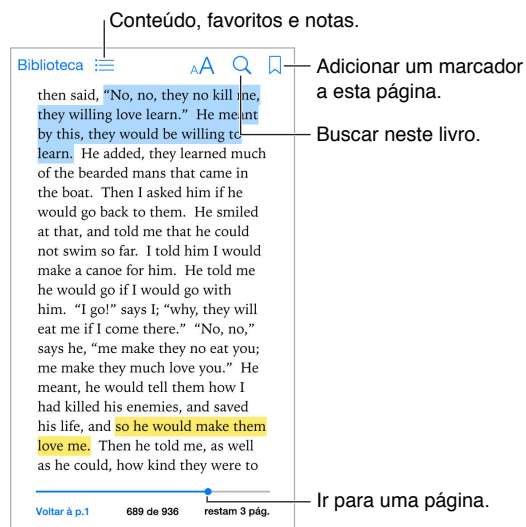 Conteúdo, favoritos e notas.
Biblioteca AA
Adicionar um marcador
a esta página.
Buscar neste livro.
then said, “No, no, they no kill me,
they willing love learn.” He meant
by this, they would be willing to
learn. He added, they learned much
of the bearded mans that came in
the boat. Then I asked him if he
would go back to them. He smiled
at that, and told me that he could
not swim so far. I told him I would
make a canoe for him. He told me
he would go if I would go with
him. “I go!” says I; “why, they will
eat me if I come there.” “No, no,”
says he, “me make they no eat you;
me make they much love you.” He
meant, he would tell them how I
had killed his enemies, and saved
his life, and so he would make them
love me. Then he told me, as well
as he could, how kind they were to
Ir para uma página.
Voltar à p.1 689 de 936 restam 3 pág.